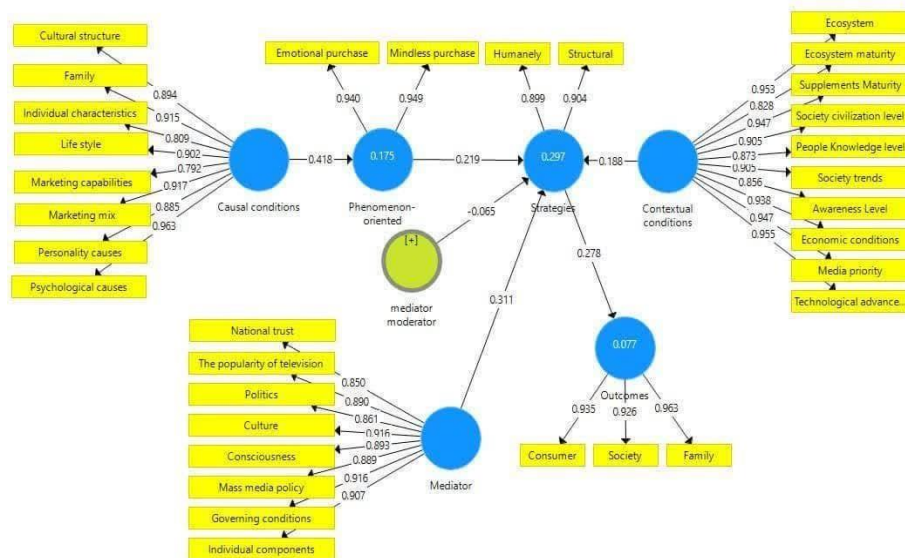 Cultural structure
Family
Individual characteristics
Life style
Marketing capabilities
Marketing mix
Personality causes
Psychological causes
0.894
0.915
0.809
0.902
0.792
0.917
0.885
0.963
Causal conditions
0.418
Emotional purchase
Mindless purchase
0.940
0.949
0.175
Phenomenon-
oriented
0.219
Humanely
Structural
0.899
0.904
0.297
Strategies
0.188
Contextual
conditions
Ecosystem
Ecosystem maturity
Supplements Maturity
Society civilization level
People Knowledge level
Society trends
Awareness Level
Economic conditions
Media priority
Technological advance...
0.953
0.828
0.947
0.905
0.873
0.905
0.856
0.938
0.947
0.955
-0.065
[+]
mediator
moderator
0.311
0.278
National trust
The popularity of television
Politics
Culture
Consciousness
Mass media policy
Governing conditions
Individual components
0.850
0.890
0.861
0.916
0.893
0.889
0.916
0.907
Mediator
0.077
Outcomes
0.935
0.926
0.963
Consumer
Society
Family